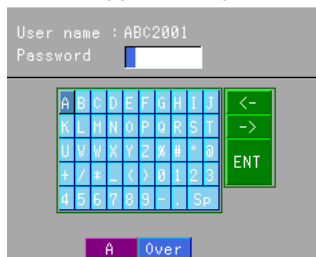 User name : ABC2001
Password
A B C D E F G H I J <-
K L M N O P Q R S T ->
U V W X Y Z % # ° @ ENT
+ / * _ ( ) 0 1 2 3
4 5 6 7 8 9 - . Sp
A Over